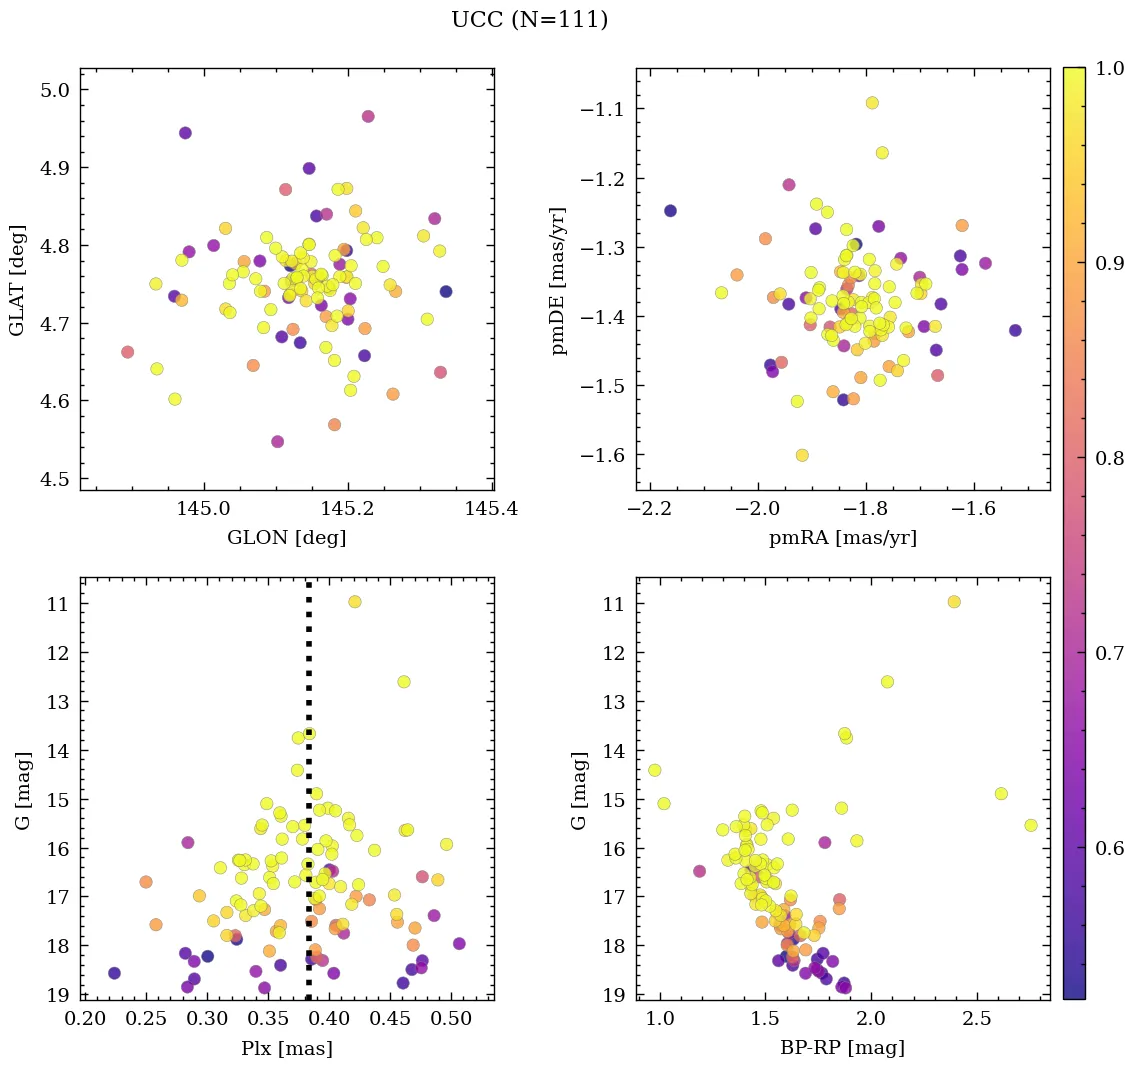 UCC (N=111)
5.0
4.9
4.8
4.7
4.6
4.5
GLAT [deg]
145.0 145.2 145.4
GLON [deg]
−1.1
−1.2
−1.3
−1.4
−1.5
−1.6
pmDE [mas/yr]
−2.2 −2.0 −1.8 −1.6
pmRA [mas/yr]
1.0
0.9
0.8
0.7
0.6
11
12
13
14
15
16
17
18
19
G [mag]
0.20 0.25 0.30 0.35 0.40 0.45 0.50
Plx [mas]
11
12
13
14
15
16
17
18
19
G [mag]
1.0 1.5 2.0 2.5
BP-RP [mag]